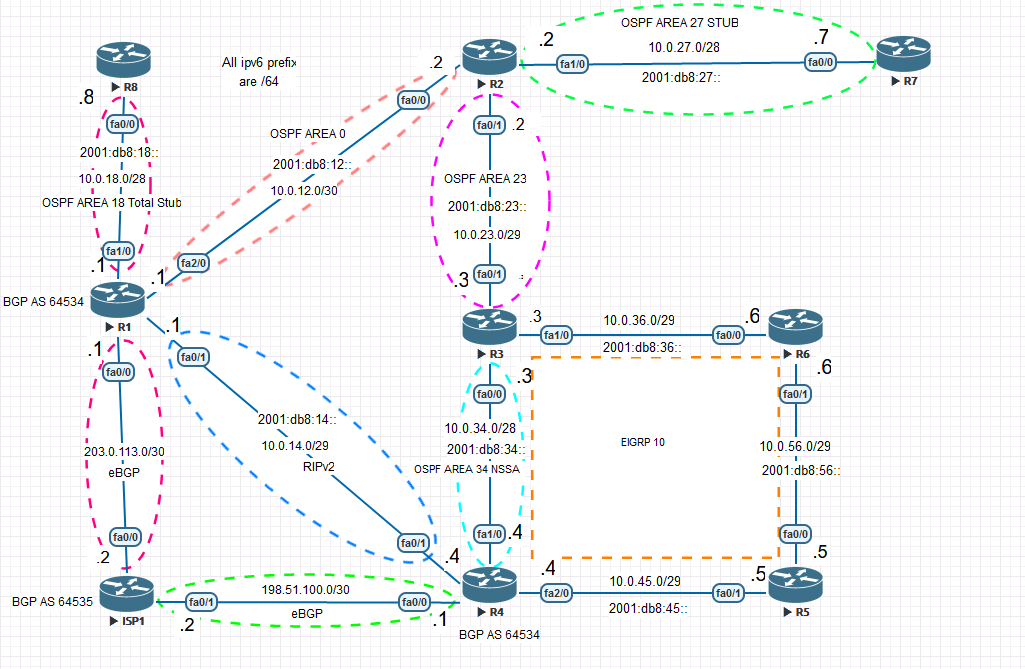 OSPF AREA 27 STUB
.2
.7
10.0.27.0/28
fa1/0
fa0/0
2001:db8:27::
R2
R7
All ipv6 prefix
are /64
.2
fa0/0
R8
.8
fa0/0
2001:db8:18::
10.0.18.0/28
OSPF AREA 18 Total Stub
fa1/0
.1
OSPF AREA 0
2001:db8:12::
10.0.12.0/30
fa2/0
.1
fa0/1
.2
OSPF AREA 23
2001:db8:23::
10.0.23.0/29
fa0/1
.3
.:
BGP AS 64534
R1
.1
.1
fa0/0
fa0/1
203.0.113.0/30
eBGP
fa0/0
.2
2001:db8:14::
10.0.14.0/29
RIPv2
fa0/1
.4
R3
.3
fa1/0
10.0.36.0/29
2001:db8:36::
fa0/0
.6
R6
.3
fa0/0
10.0.34.0/28
2001:db8:34::
OSPF AREA 34 NSSA
fa1/0
.4
EIGRP 10
.6
fa0/1
10.0.56.0/29
2001:db8:56::
fa0/0
.5
BGP AS 64535
ISP1
fa0/1
.2
198.51.100.0/30
eBGP
fa0/0
.1
R4
BGP AS 64534
.4
fa2/0
10.0.45.0/29
2001:db8:45::
fa0/1
.5
R5